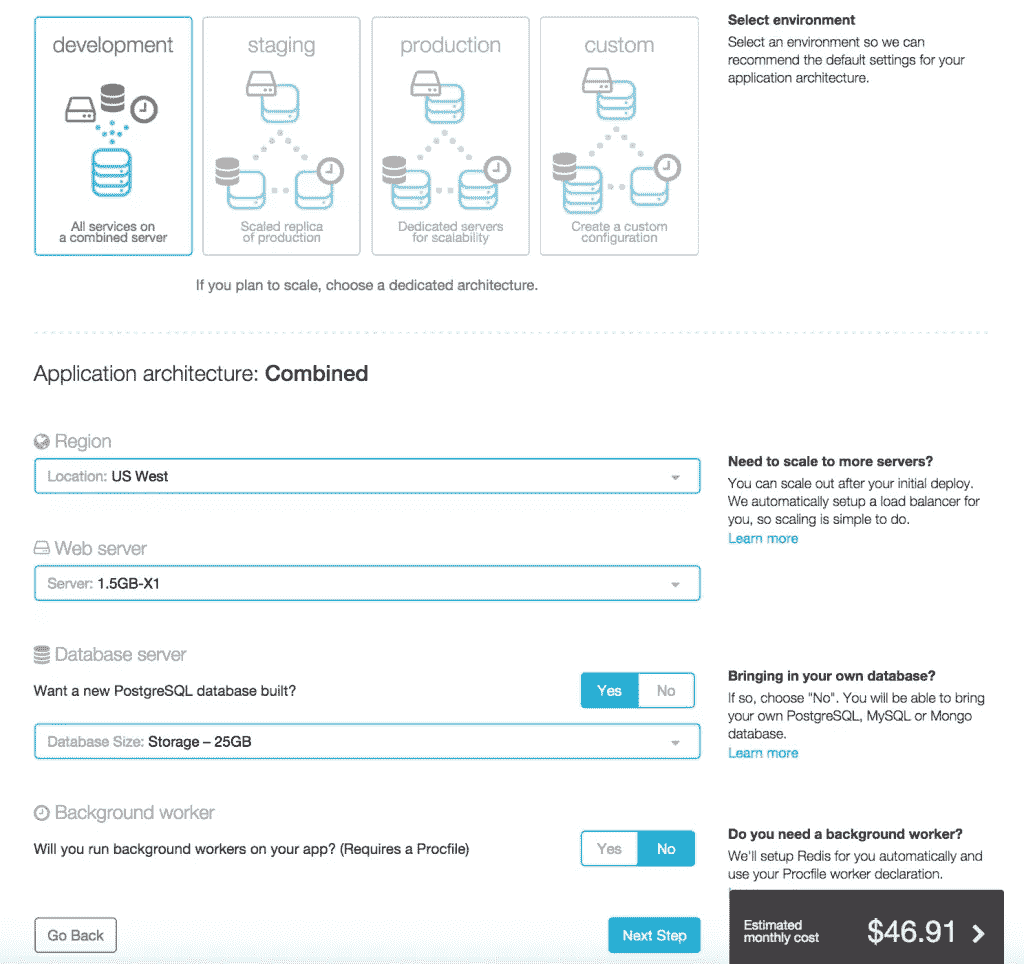 development
All services on
a combined server
staging
Scaled replica
of production
production
Dedicated servers
for scalability
custom
Create a custom
configuration
Select environment
Select an environment so we can
recommend the default settings for your
application architecture.
If you plan to scale, choose a dedicated architecture.
Application architecture: Combined
Region
Location: US West
Need to scale to more servers?
You can scale out after your initial deploy.
We automatically setup a load balancer for
you, so scaling is simple to do.
Learn more
Web server
Server: 1.5GB-X1
Database server
Want a new PostgreSQL database built?
Yes
No
Database Size: Storage – 25GB
Bringing in your own database?
If so, choose "No". You will be able to bring
your own PostgreSQL, MySQL or Mongo
database.
Learn more
Background worker
Will you run background workers on your app? (Requires a Procfile)
Yes
No
Do you need a background worker?
We'll setup Redis for you automatically and
use your Procfile worker declaration.
Go Back
Next Step
Estimated
monthly cost
$46.91